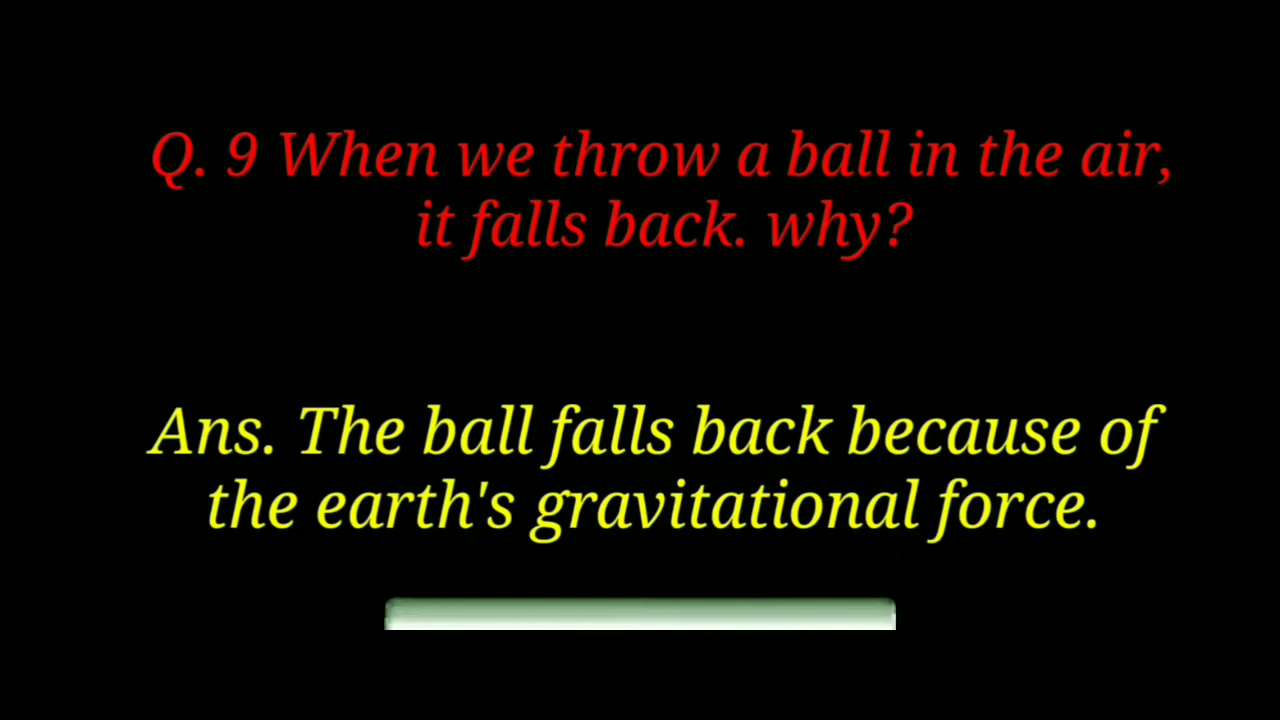 Q. 9 When we throw a ball in the air,
it falls back. why?
Ans. The ball falls back because of
the earth's gravitational force.